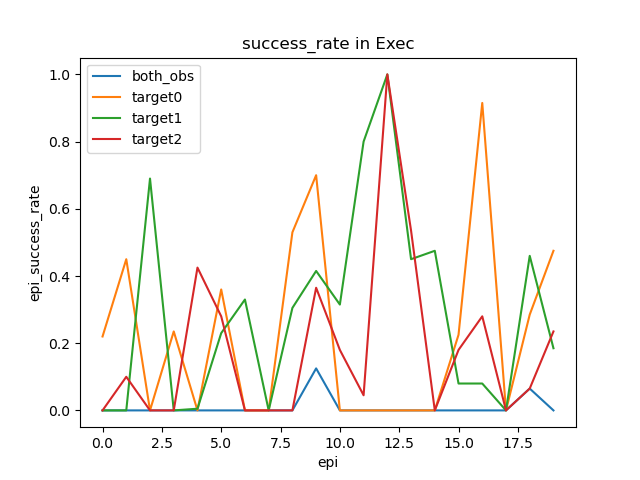 success_rate in Exec
both_obs
target0
target1
target2
epi_success_rate
1.0
0.8
0.6
0.4
0.2
0.0
0.0 2.5 5.0 7.5 10.0 12.5 15.0 17.5
epi